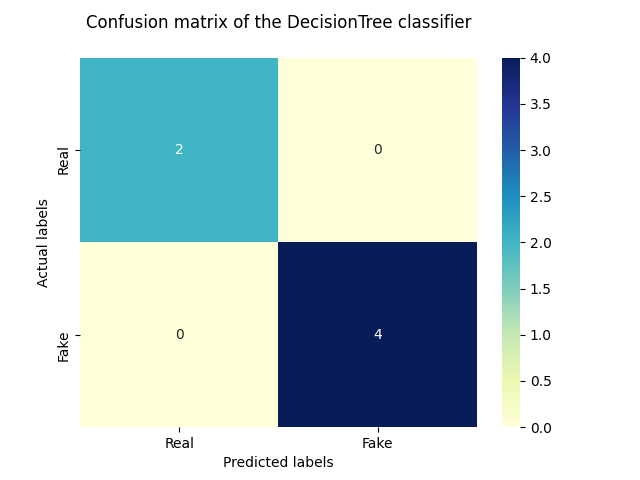 Confusion matrix of the DecisionTree classifier
Actual labels
Real
Fake
2
0
0
4
Real
Fake
Predicted labels
4.0
3.5
3.0
2.5
2.0
1.5
1.0
0.5
0.0